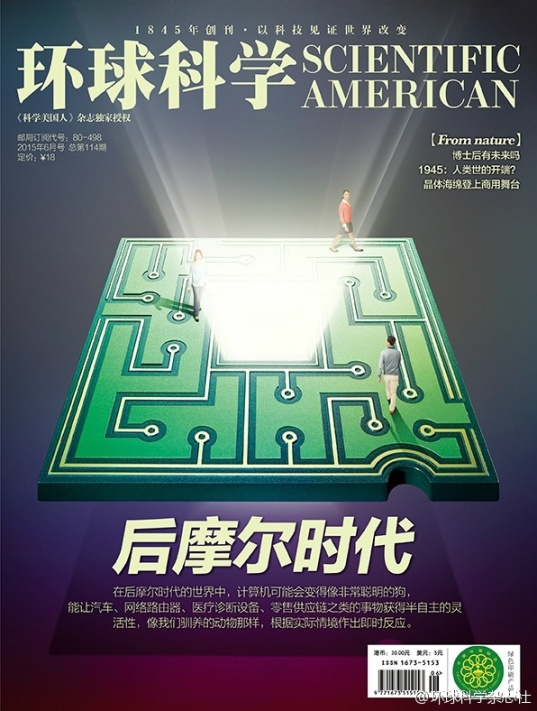 1845年创刊·以科技见证世界改变
环球科学
SCIENTIFIC
AMERICAN
《科学美国人》杂志独家授权
邮局订阅代号：80-498
2015年6月号 总第114期
定价：¥18
【From nature】
博士后有未来吗
1945：人类世的开端？
晶体海绵登上商用舞台
后摩尔时代
在后摩尔时代的世界中，计算机可能会变得像非常聪明的狗，
能让汽车、网络路由器、医疗诊断设备、零售供应链之类的事物获得半自主的灵
活性，像我们驯养的动物那样，根据实际情境作出即时反应。
港币：30.00元 美元：5元
ISSN 1673-5153
06
绿色印刷产品
@环球科学杂志社